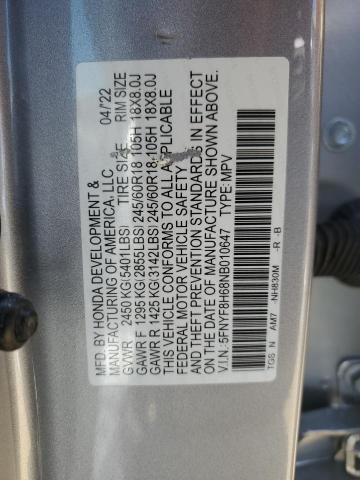 MFD. BY HONDA DEVELOPMENT & 04/22
MANUFACTURING OF AMERICA, LLC TIRE SIZE RIM SIZE
GVWR 2450 KG(5401LBS)
GAWR F 1295 KG(2855LBS) 245/60R18 105H 18X8.0J
GAWR R 1425 KG(3142LBS) 245/60R18 105H 18X8.0J
THIS VEHICLE CONFORMS TO ALL APPLICABLE
FEDERAL MOTOR VEHICLE SAFETY
AND THEFT PREVENTION STANDARDS IN EFFECT
ON THE DATE OF MANUFACTURE SHOWN ABOVE.
V.I.N.:5FNYF8H68NB010647 TYPE:MPV
TGS N AM7 -NH830M -R -B